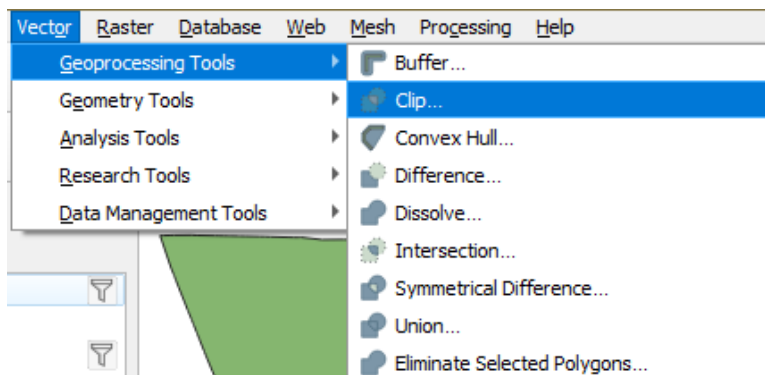 Vector Raster Database Web Mesh Processing Help
Geoprocessing Tools
Geometry Tools
Analysis Tools
Research Tools
Data Management Tools
Buffer...
Clip...
Convex Hull...
Difference...
Dissolve...
Intersection...
Symmetrical Difference...
Union...
Eliminate Selected Polygons...